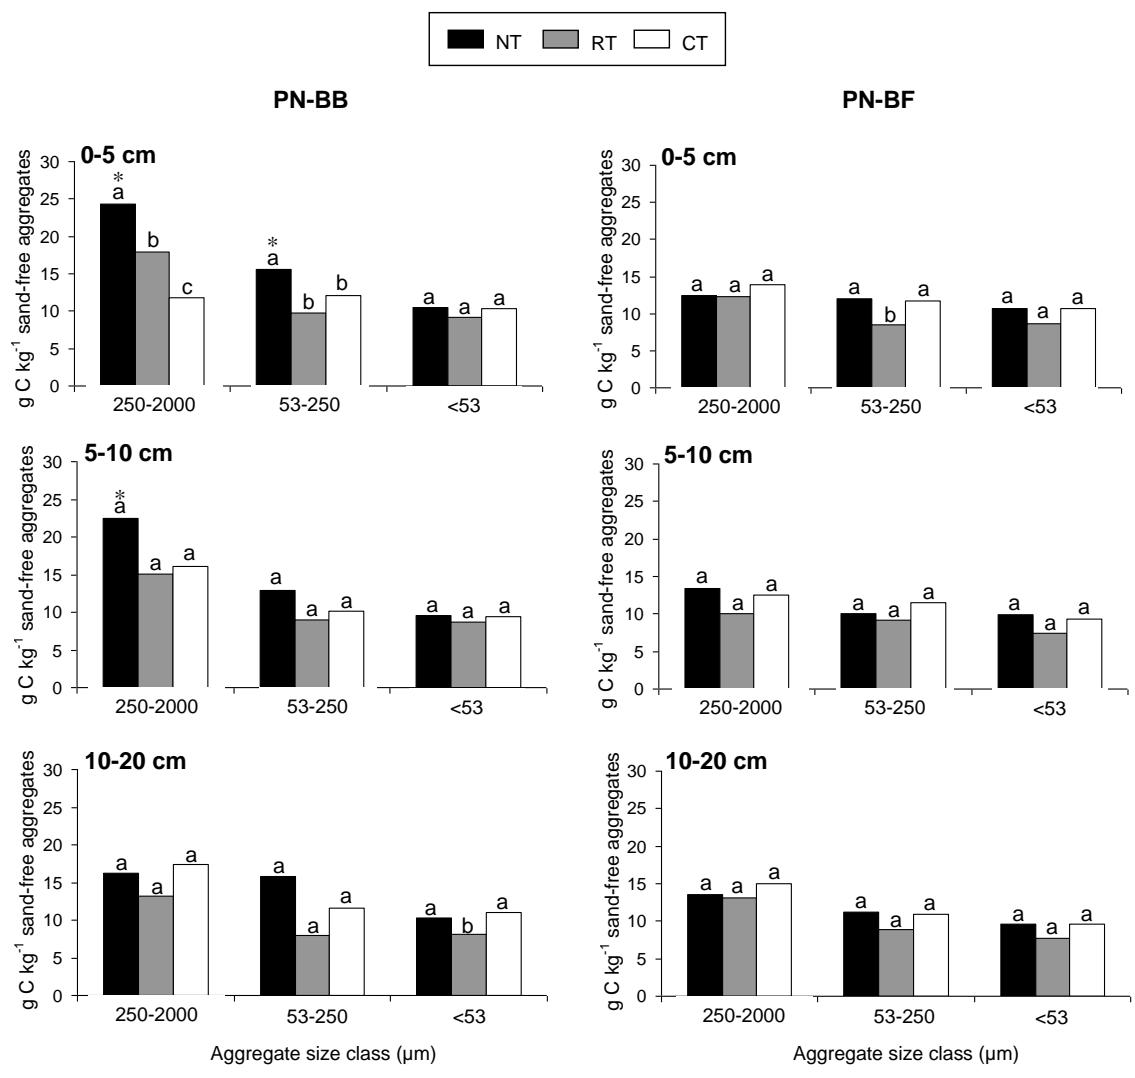 NT RT CT
PN-BB PN-BF
0-5 cm
g C kg⁻¹ sand-free aggregates
30
25
20
15
10
5
0
*
a b c
*
a b b
a a a
250-2000 53-250 <53
0-5 cm
g C kg⁻¹ sand-free aggregates
30
25
20
15
10
5
0
a a a
a b a
a a a
250-2000 53-250 <53
5-10 cm
g C kg⁻¹ sand-free aggregates
30
25
20
15
10
5
0
*
a a a
a a a
a a a
250-2000 53-250 <53
5-10 cm
g C kg⁻¹ sand-free aggregates
30
25
20
15
10
5
0
a a a
a a a
a a a
250-2000 53-250 <53
10-20 cm
g C kg⁻¹ sand-free aggregates
30
25
20
15
10
5
0
a a a
a a a
a b a
250-2000 53-250 <53
Aggregate size class (µm)
10-20 cm
g C kg⁻¹ sand-free aggregates
30
25
20
15
10
5
0
a a a
a a a
a a a
250-2000 53-250 <53
Aggregate size class (µm)